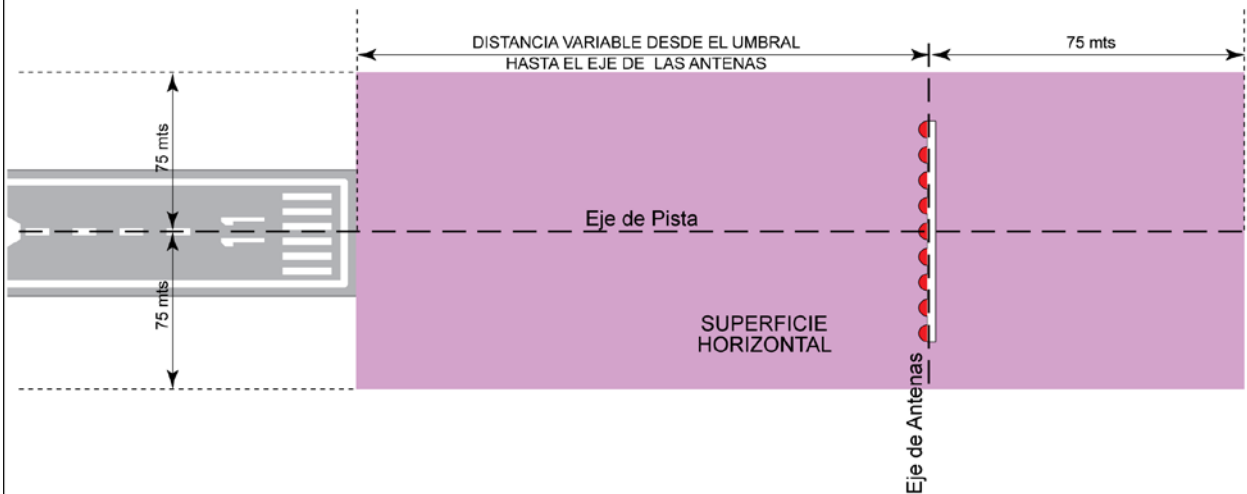 DISTANCIA VARIABLE DESDE EL UMBRAL
HASTA EL EJE DE LAS ANTENAS
75 mts
75 mts
11
Eje de Pista
75 mts
SUPERFICIE
HORIZONTAL
Eje de Antenas